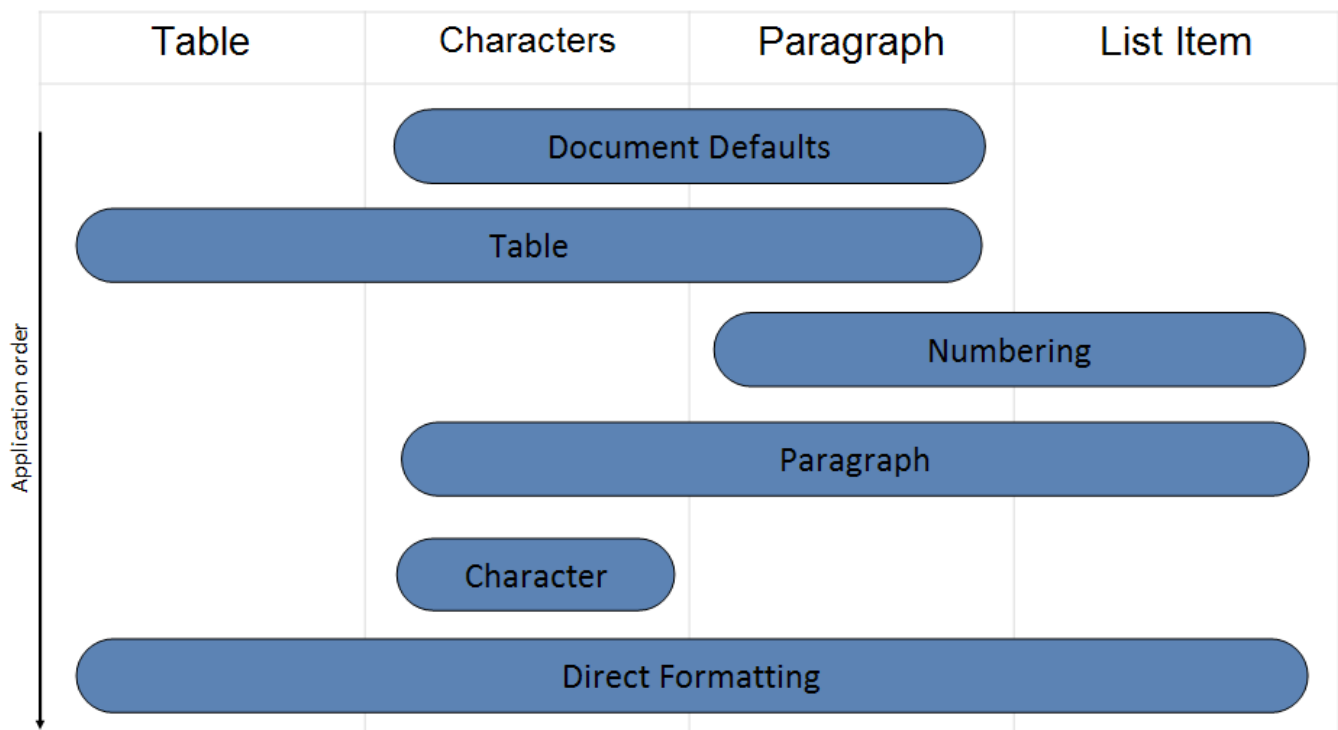 Table
Characters
Paragraph
List Item
Document Defaults
Table
Numbering
Paragraph
Character
Direct Formatting
Application order